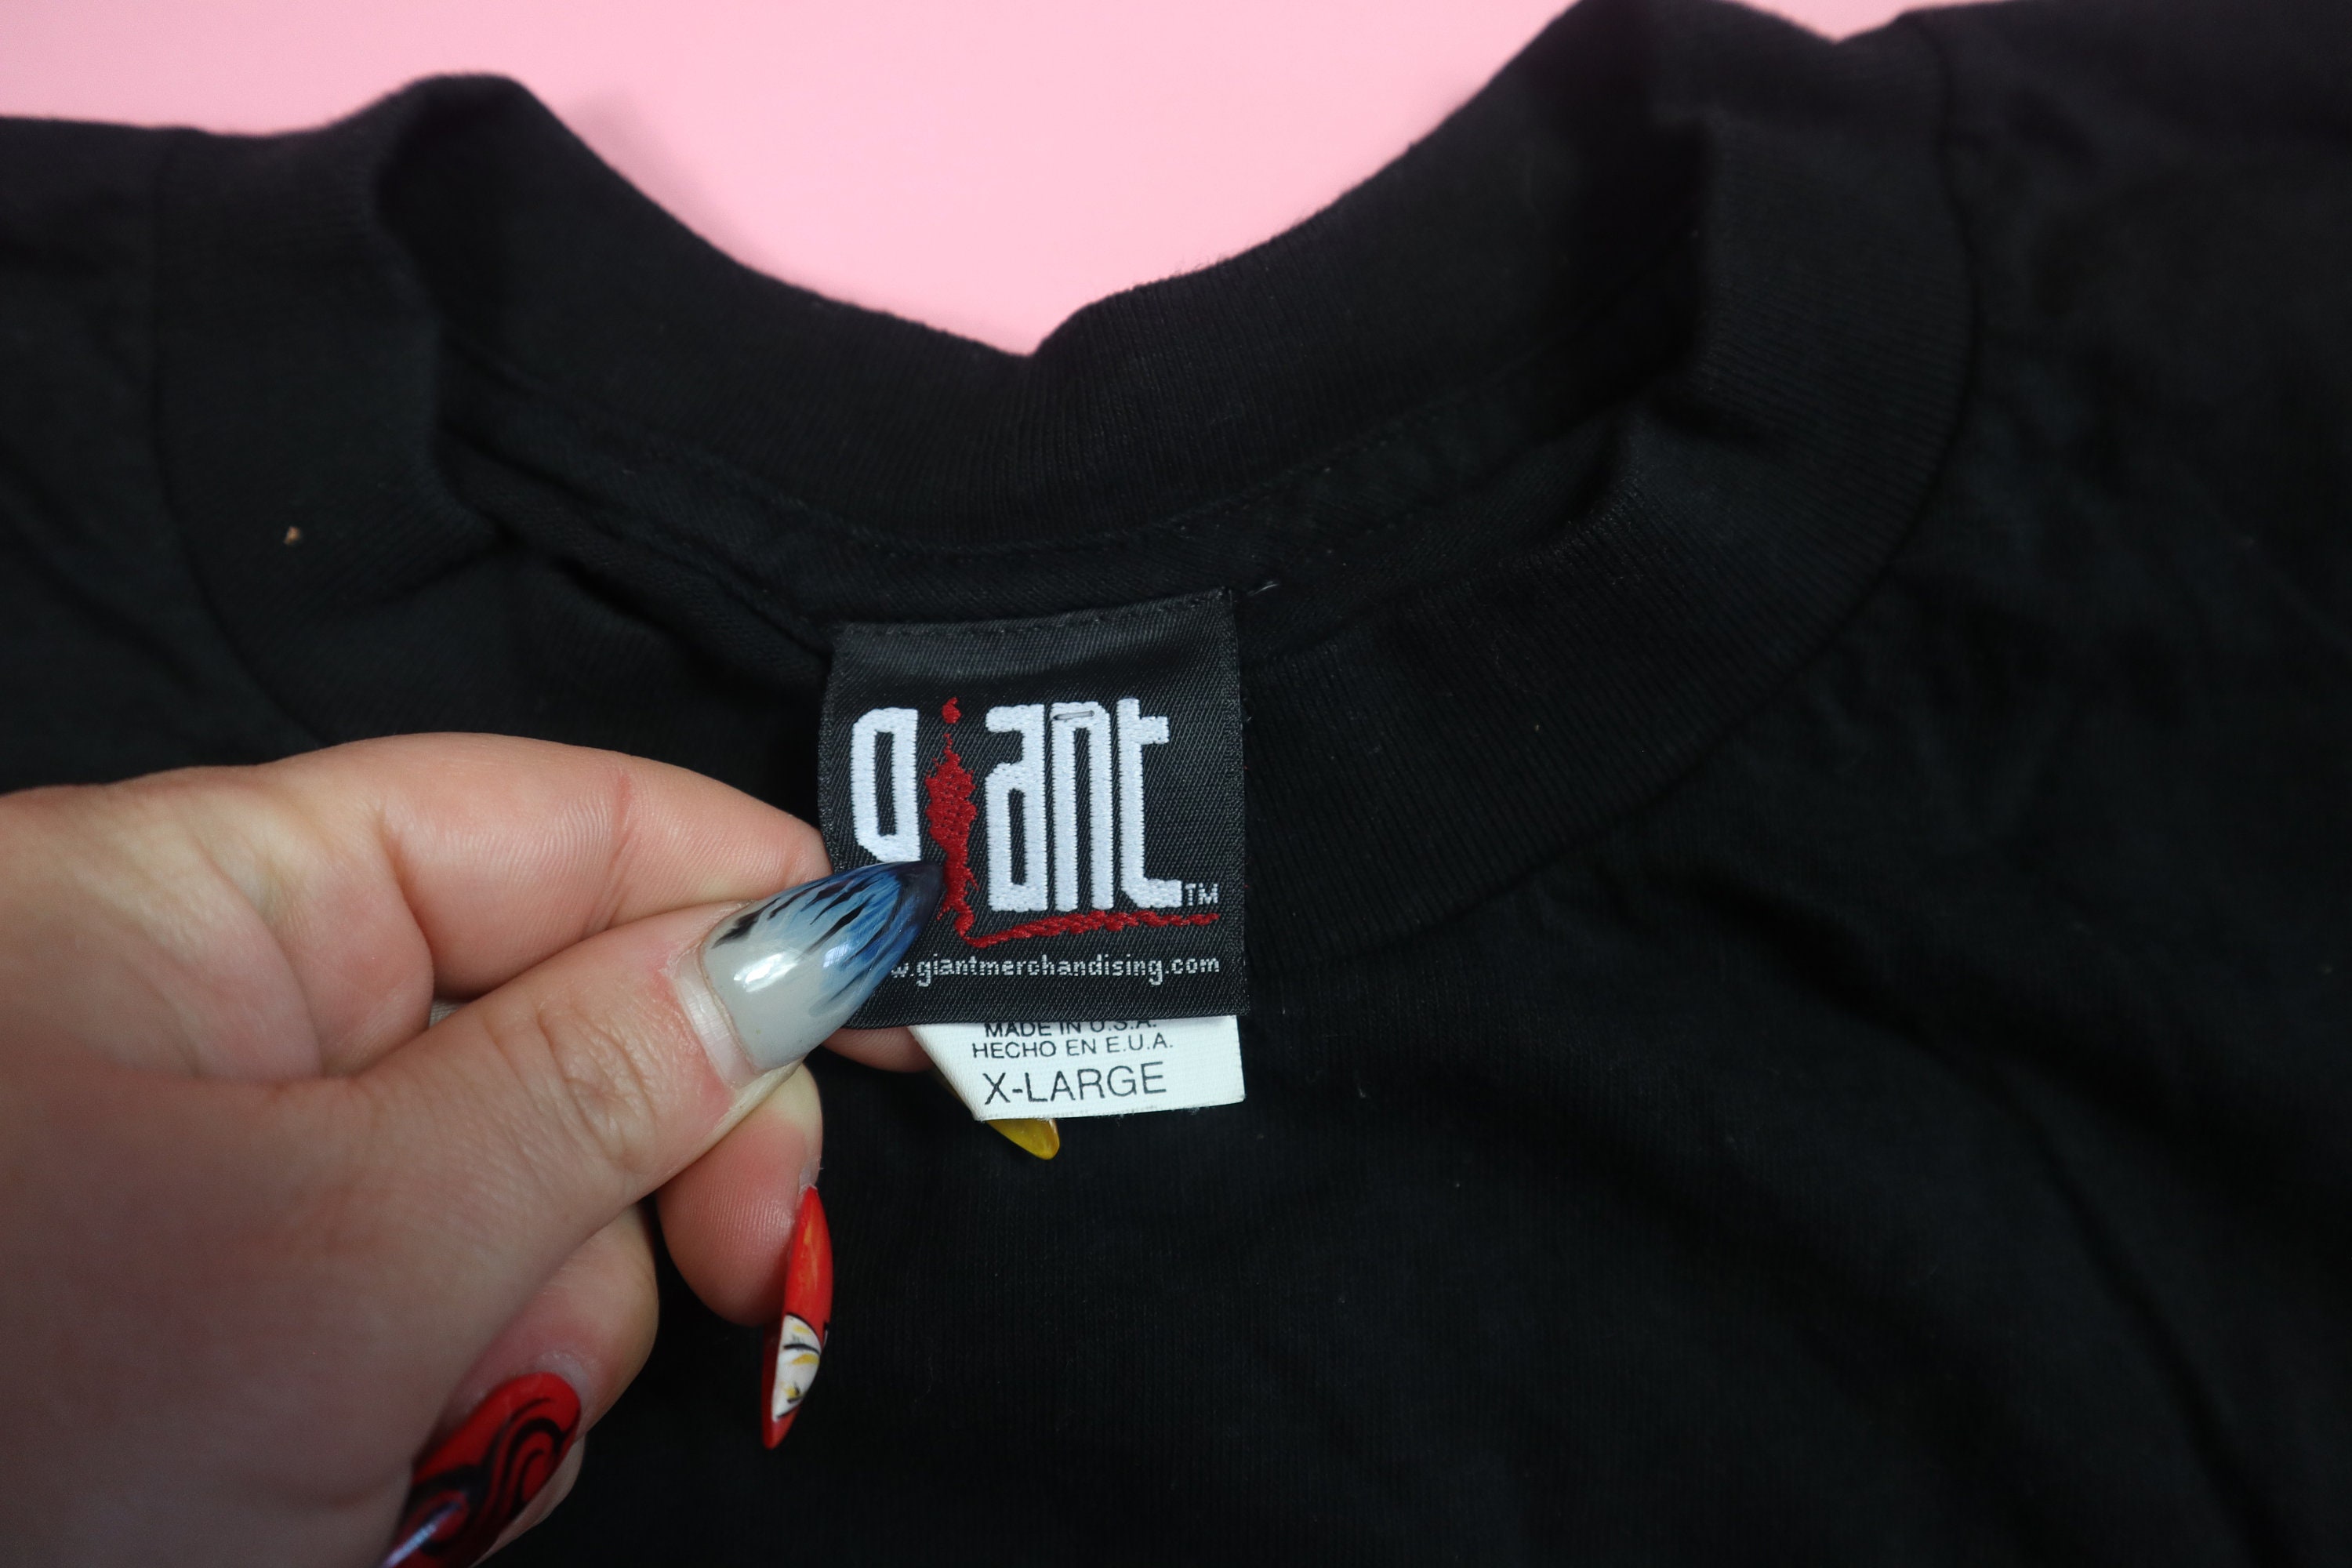 giant TM
w.giantmerchandising.com
MADE IN U.S.A.
HECHO EN E.U.A.
X-LARGE